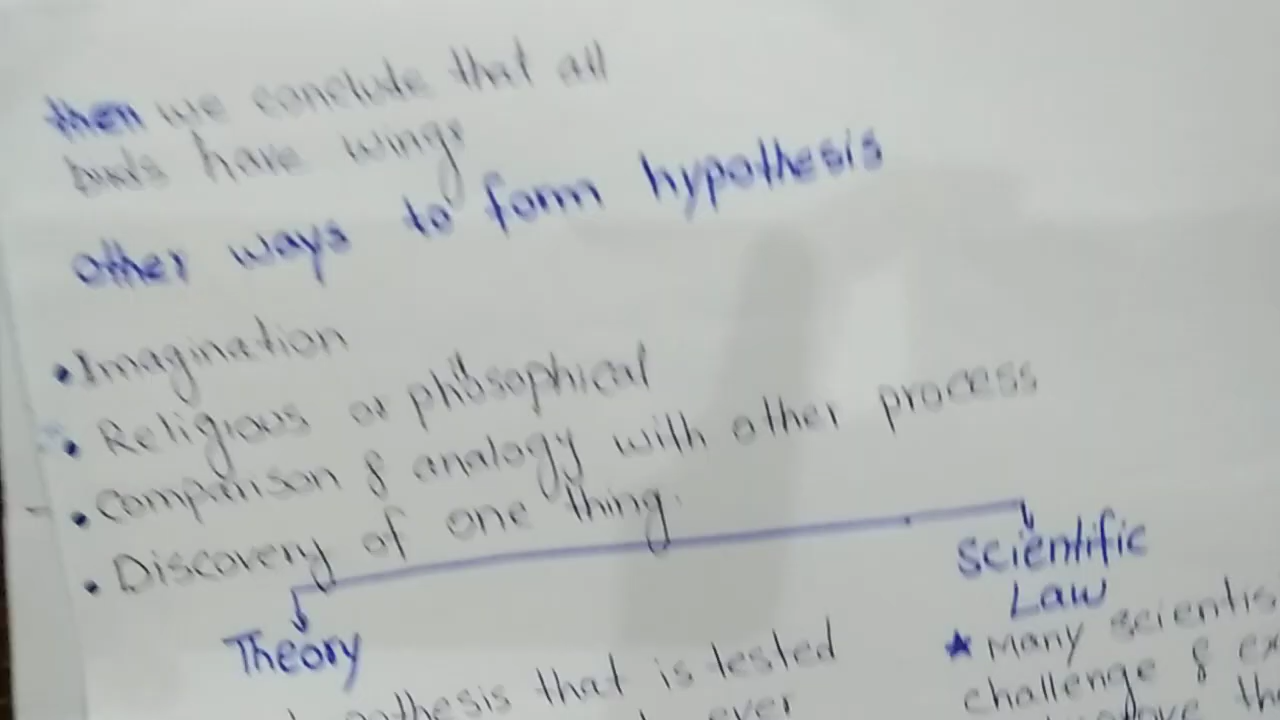 then we conclude that all
birds have wings
other ways to form hypothesis
• Imagination
• Religious or philosophical
• Comparison & analogy with other process
• Discovery of one thing.
Theory
that is tested
ever
Scientific
Law
★ Many
challenge &